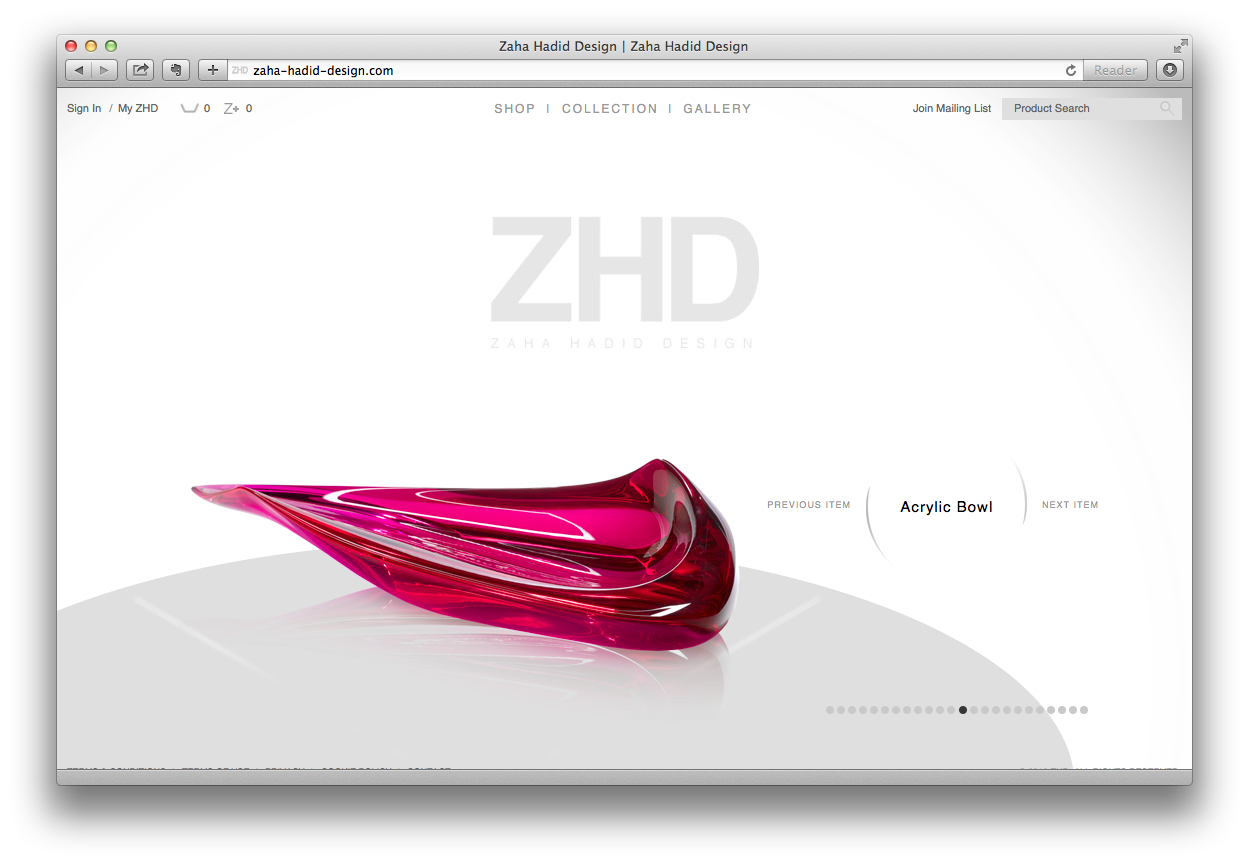 Zaha Hadid Design | Zaha Hadid Design
ZHD zaha-hadid-design.com Reader
Sign In / My ZHD 0 Z+ 0 SHOP | COLLECTION | GALLERY Join Mailing List Product Search
ZHD
ZAHA HADID DESIGN
PREVIOUS ITEM Acrylic Bowl NEXT ITEM